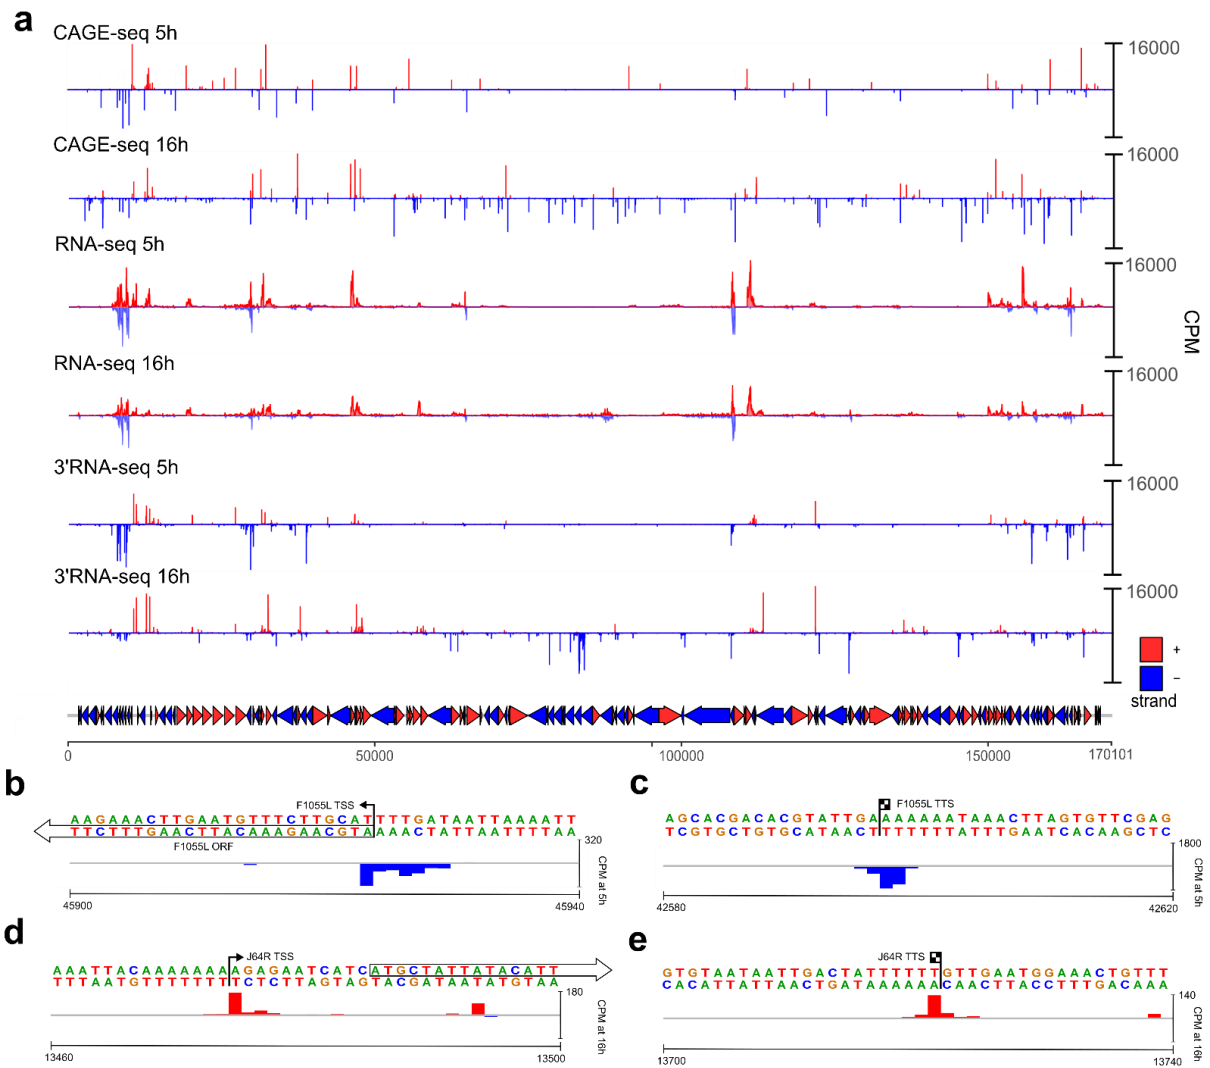 a
CAGE-seq 5h
16000
CAGE-seq 16h
16000
RNA-seq 5h
16000
CPM
RNA-seq 16h
16000
3'RNA-seq 5h
16000
3'RNA-seq 16h
16000
+
−
strand
0 50000 100000 150000 170101
b
F1055L TSS
AAGAAACTTGAATGTTTCTTGCATTTTGATAATTAAAATT
TTCTTTGAACTTACAAAGAACGTAAAACTATTAATTTTAA
F1055L ORF
320
CPM at 5h
45900 45940
c
F1055L TTS
AGCACGACACGTATTGAAAAAAAATAAACTTAGTGTTCGAG
TCGTGCTGTGCATAACTTTTTTTTATTTGAATCACAAGCTC
1800
CPM at 5h
42580 42620
d
J64R TSS
AAATTACAAAAAAAAGAGAATCATCATGCTATTATACATT
TTTAATGTTTTTTTTCTCTTAGTAGTACGATAATATGTAA
180
CPM at 16h
13460 13500
e
J64R TTS
GTGTAATAATTGACTATTTTTTGTTGAATGGAAACTGTTT
CACATTATTAACTGATAAAAAACAACTTACCTTTGACAAA
140
CPM at 16h
13700 13740